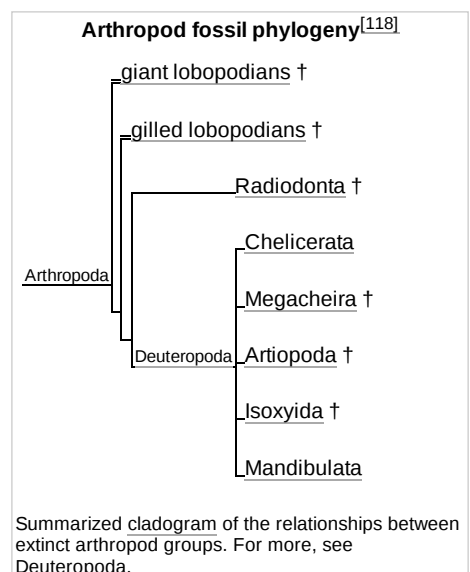 Arthropod fossil phylogeny[118]
giant lobopodians †
gilled lobopodians †
Radiodonta †
Chelicerata
Arthropoda
Megacheira †
Deuteropoda
Artiopoda †
Isoxyida †
Mandibulata
Summarized cladogram of the relationships between
extinct arthropod groups. For more, see
Deuteropoda.